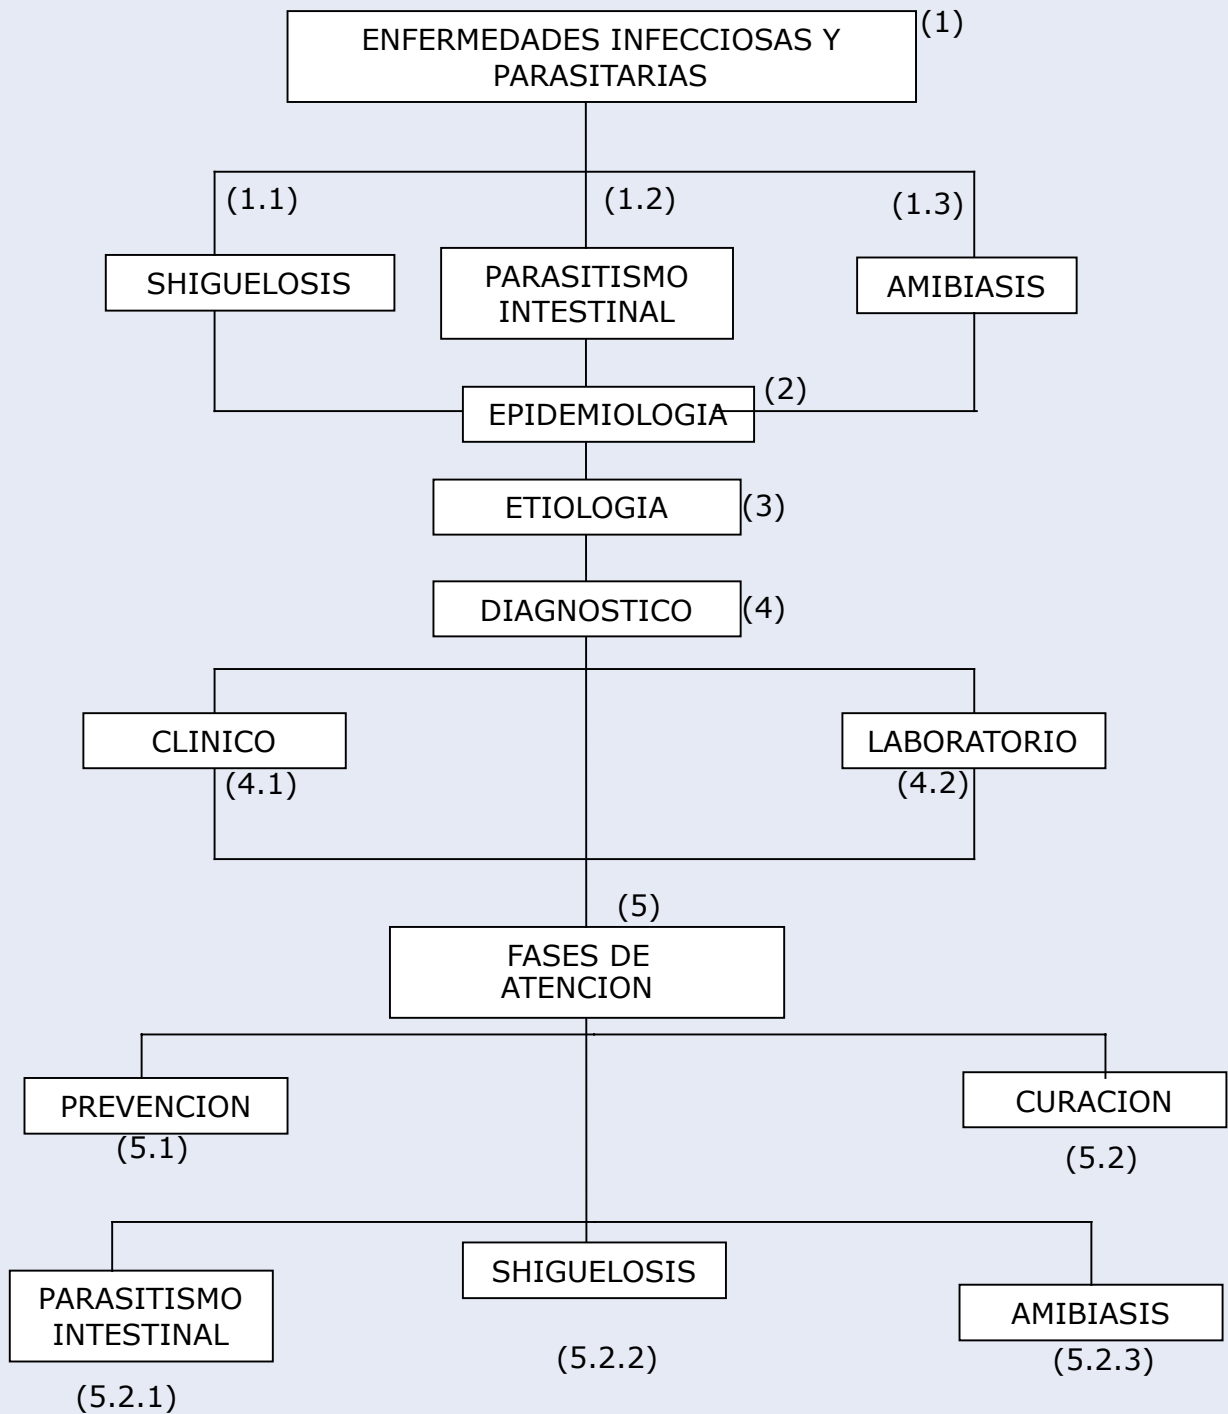 (1)
ENFERMEDADES INFECCIOSAS Y
PARASITARIAS
(1.1)
(1.2)
(1.3)
SHIGUELOSIS
PARASITISMO
INTESTINAL
AMIBIASIS
(2)
EPIDEMIOLOGIA
ETIOLOGIA
(3)
DIAGNOSTICO
(4)
CLINICO
(4.1)
LABORATORIO
(4.2)
(5)
FASES DE
ATENCION
PREVENCION
(5.1)
CURACION
(5.2)
PARASITISMO
INTESTINAL
(5.2.1)
SHIGUELOSIS
(5.2.2)
AMIBIASIS
(5.2.3)